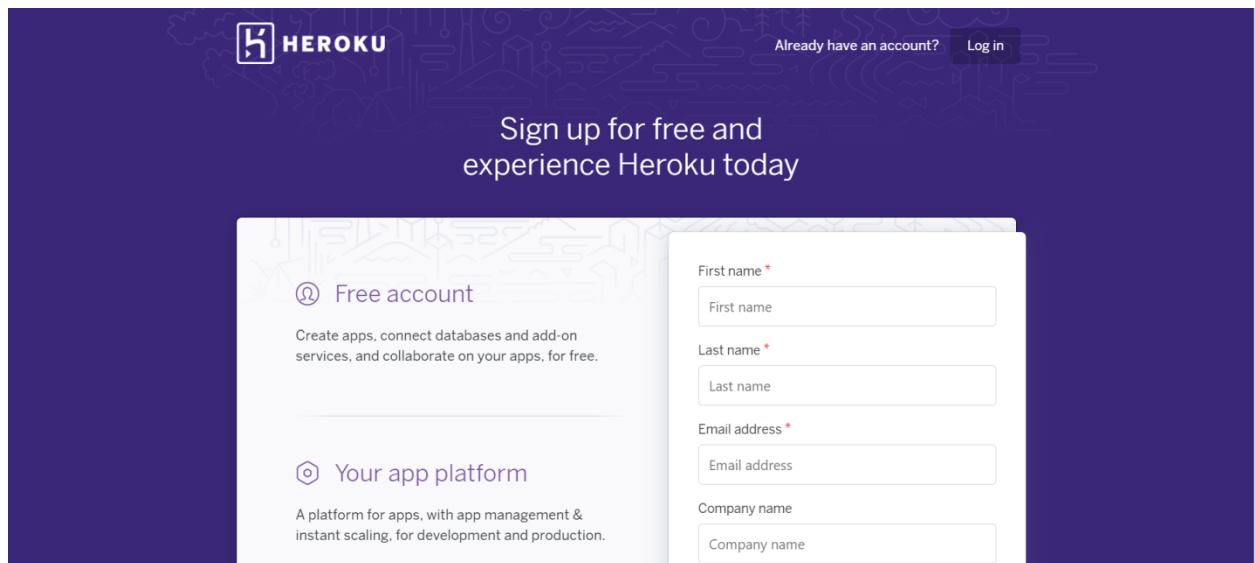 HEROKU
Already have an account?
Log in
Sign up for free and
experience Heroku today
Free account
Create apps, connect databases and add-on
services, and collaborate on your apps, for free.
Your app platform
A platform for apps, with app management &
instant scaling, for development and production.
First name *
First name
Last name *
Last name
Email address *
Email address
Company name
Company name